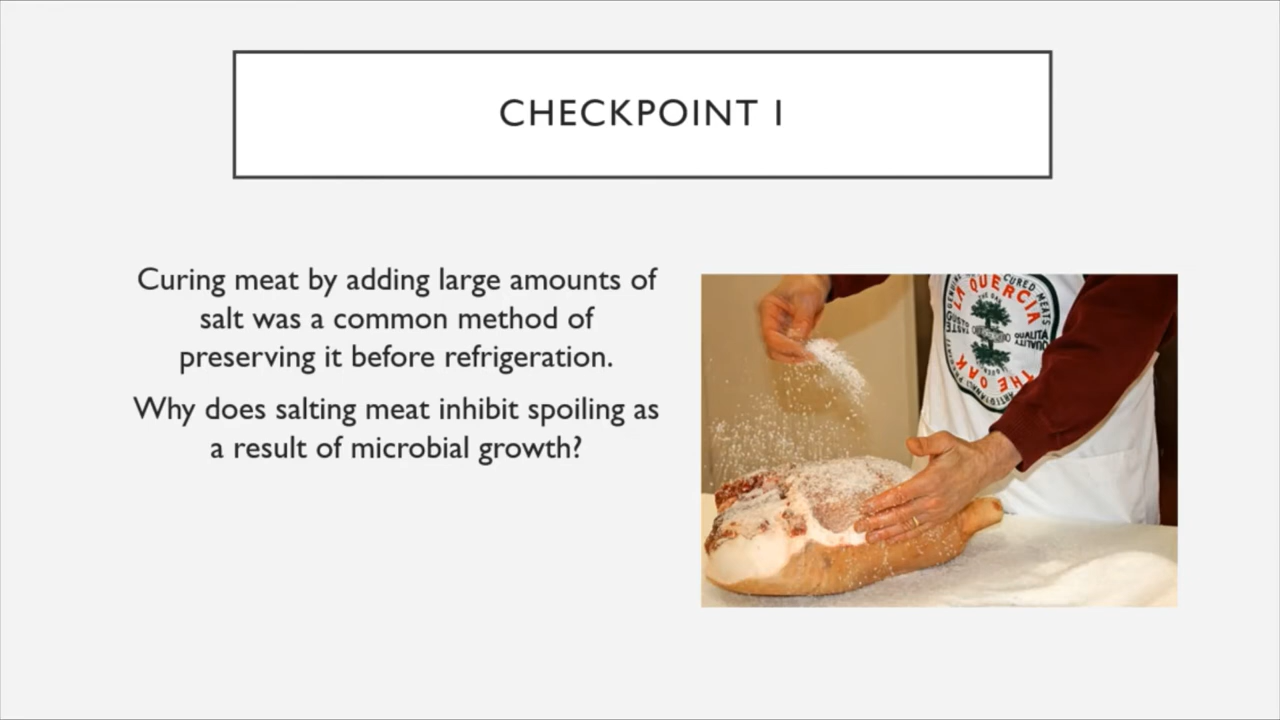 CHECKPOINT 1
Curing meat by adding large amounts of
salt was a common method of
preserving it before refrigeration.
Why does salting meat inhibit spoiling as
a result of microbial growth?
LA QUERCIA
CURED MEATS
THE OAK
QUALITY